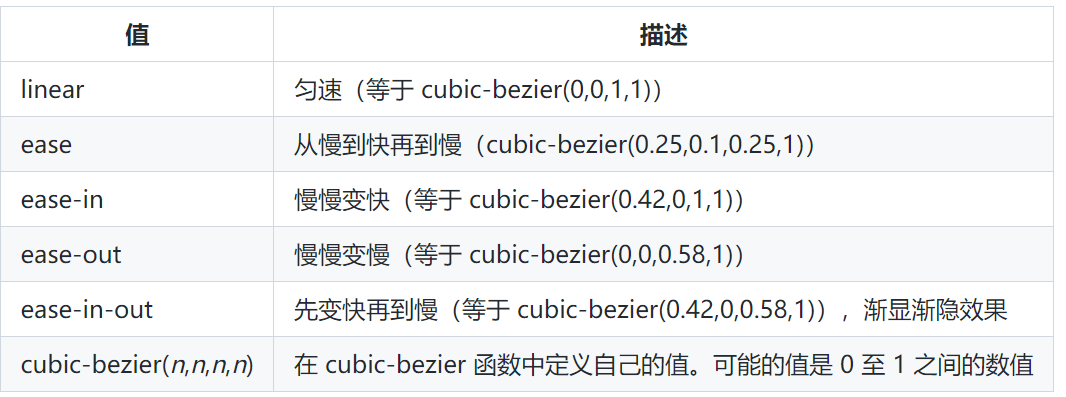 值 描述
linear 匀速（等于 cubic-bezier(0,0,1,1)）
ease 从慢到快再到慢（cubic-bezier(0.25,0.1,0.25,1)）
ease-in 慢慢变快（等于 cubic-bezier(0.42,0,1,1)）
ease-out 慢慢变慢（等于 cubic-bezier(0,0,0.58,1)）
ease-in-out 先变快再到慢（等于 cubic-bezier(0.42,0,0.58,1)），渐显渐隐效果
cubic-bezier(n,n,n,n) 在 cubic-bezier 函数中定义自己的值。可能的值是 0 至 1 之间的数值